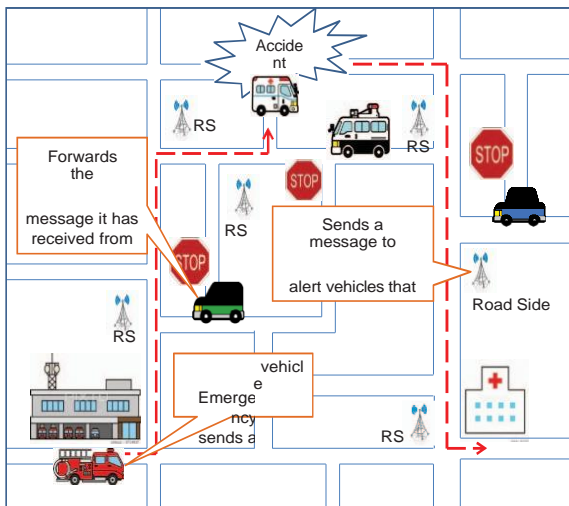 Accide
nt
RS
RS
STOP
Forwards
the
message it has
received from
STOP
RS
Sends a
message to
alert vehicles that
STOP
Road Side
RS
vehicl
e
Emerge
ncy
sends a
RS